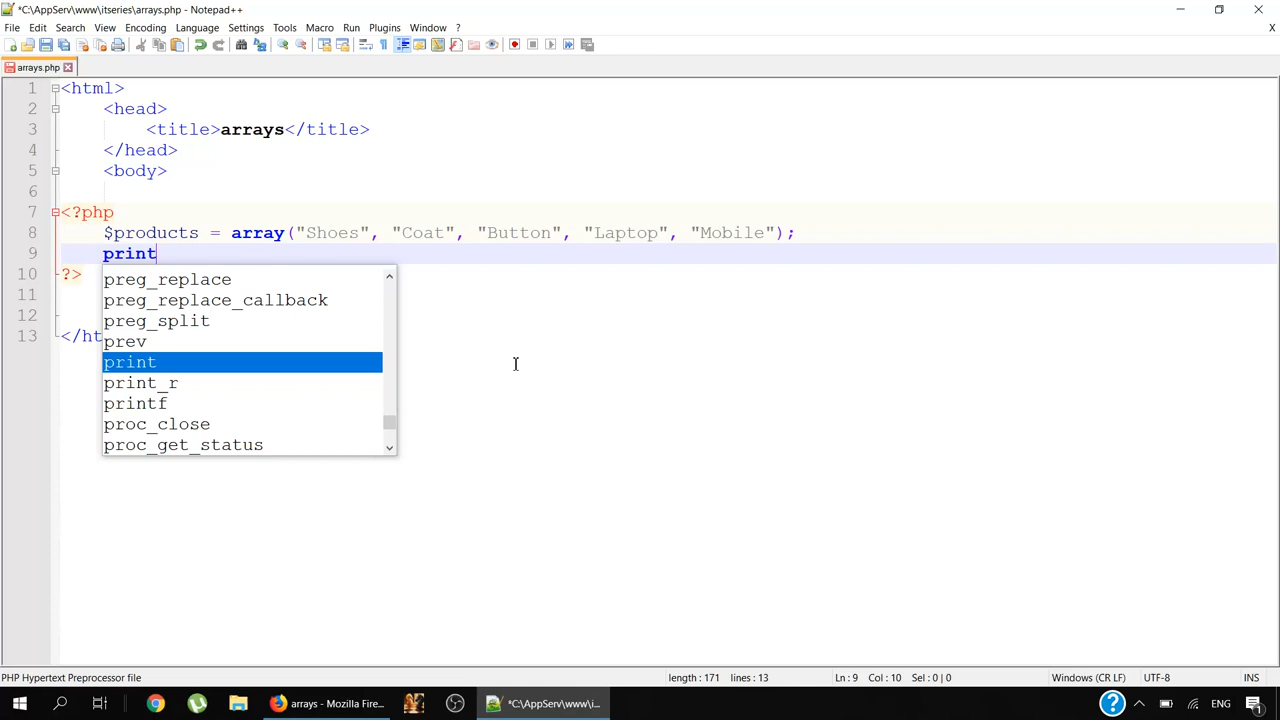 *C:\AppServ\www\itseries\arrays.php - Notepad++
File Edit Search View Encoding Language Settings Tools Macro Run Plugins Window ? X
arrays.php
1 <html>
2 <head>
3 <title>arrays</title>
4 </head>
5 <body>
6
7 <?php
8 $products = array("Shoes", "Coat", "Button", "Laptop", "Mobile");
9 print
10 ?>
preg_replace
11
preg_replace_callback
12
preg_split
13 </ht
prev
print
print_r
printf
proc_close
proc_get_status
PHP Hypertext Preprocessor file length : 171 lines : 13 Ln : 9 Col : 10 Sel : 0 | 0 Windows (CR LF) UTF-8 INS
arrays - Mozilla Fire... *C:\AppServ\www\i... ENG 1